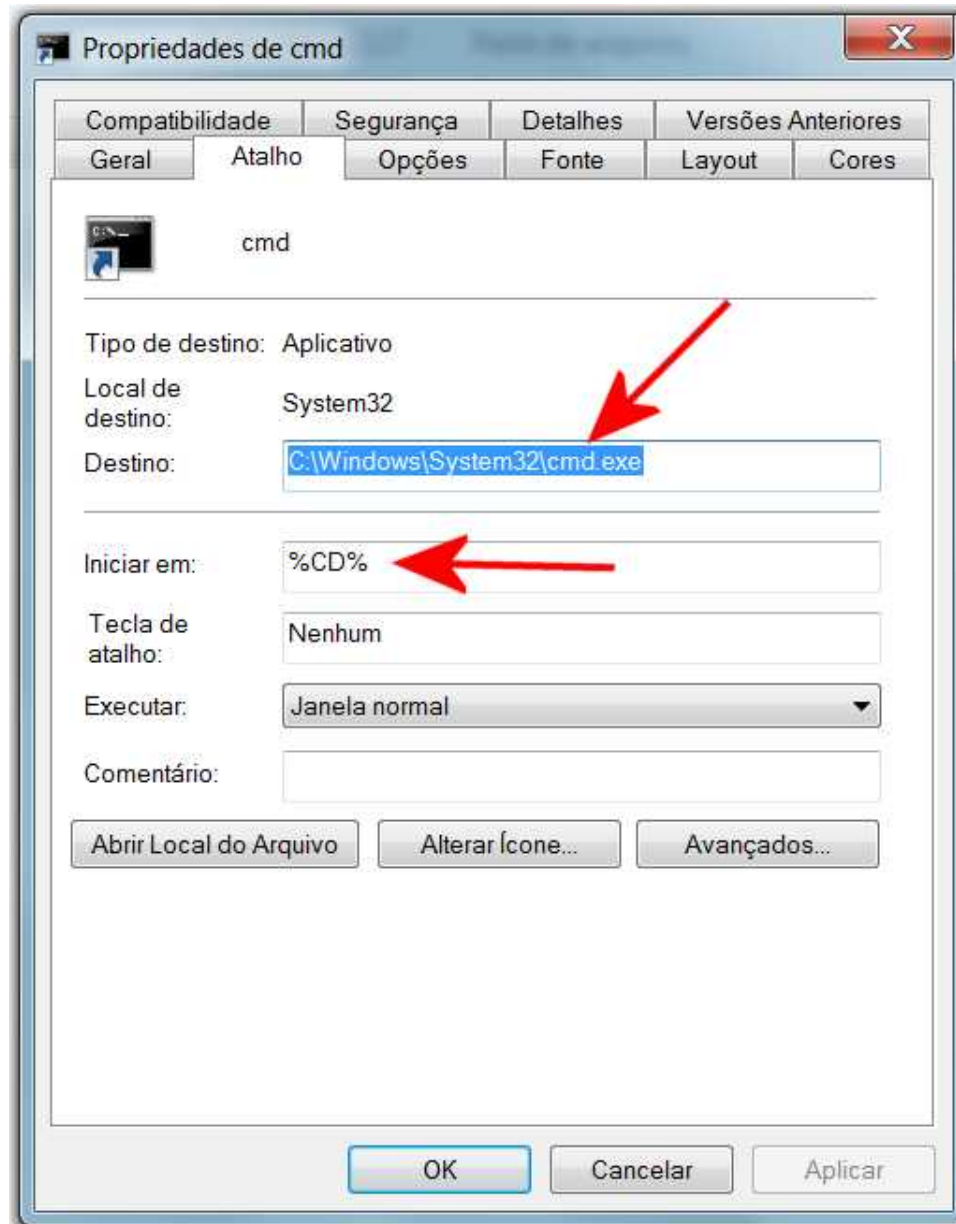 Propriedades de cmd
Compatibilidade Segurança Detalhes Versões Anteriores
Geral Atalho Opções Fonte Layout Cores
C:\
cmd
Tipo de destino: Aplicativo
Local de
destino: System32
Destino: C:\Windows\System32\cmd.exe
Iniciar em: %CD%
Tecla de
atalho: Nenhum
Executar: Janela normal
Comentário:
Abrir Local do Arquivo Alterar Ícone... Avançados...
OK Cancelar Aplicar